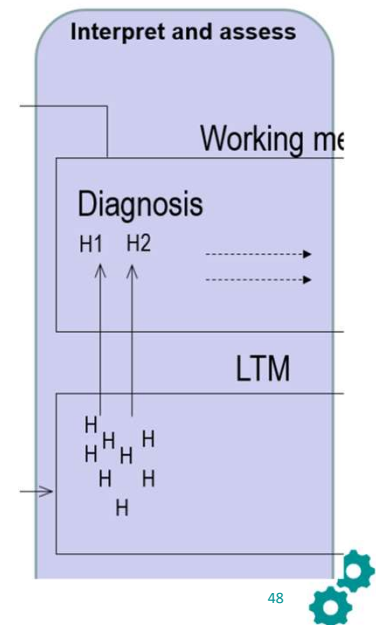 Interpret and assess
Working me
Diagnosis
H1 H2
LTM
H
H H
H H
H H
H
48